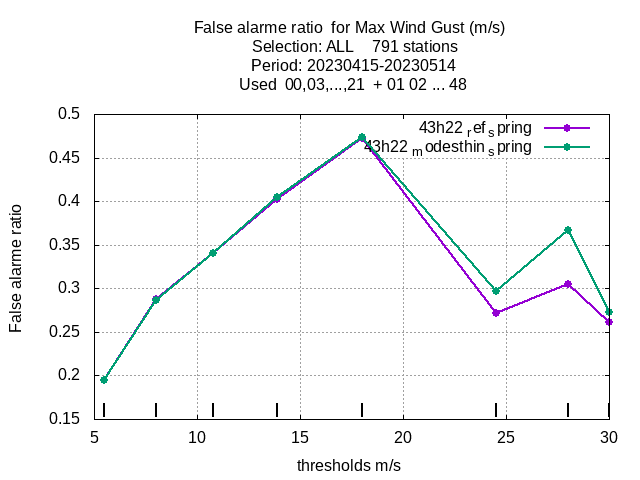 False alarme ratio  for Max Wind Gust (m/s)
Selection: ALL    791 stations
Period: 20230415-20230514
Used  00,03,...,21  + 01 02 ... 48
43h22 ref spring
43h22 modesthin spring
0.5
0.45
0.4
0.35
0.3
0.25
0.2
0.15
5 10 15 20 25 30
False alarme ratio
thresholds m/s